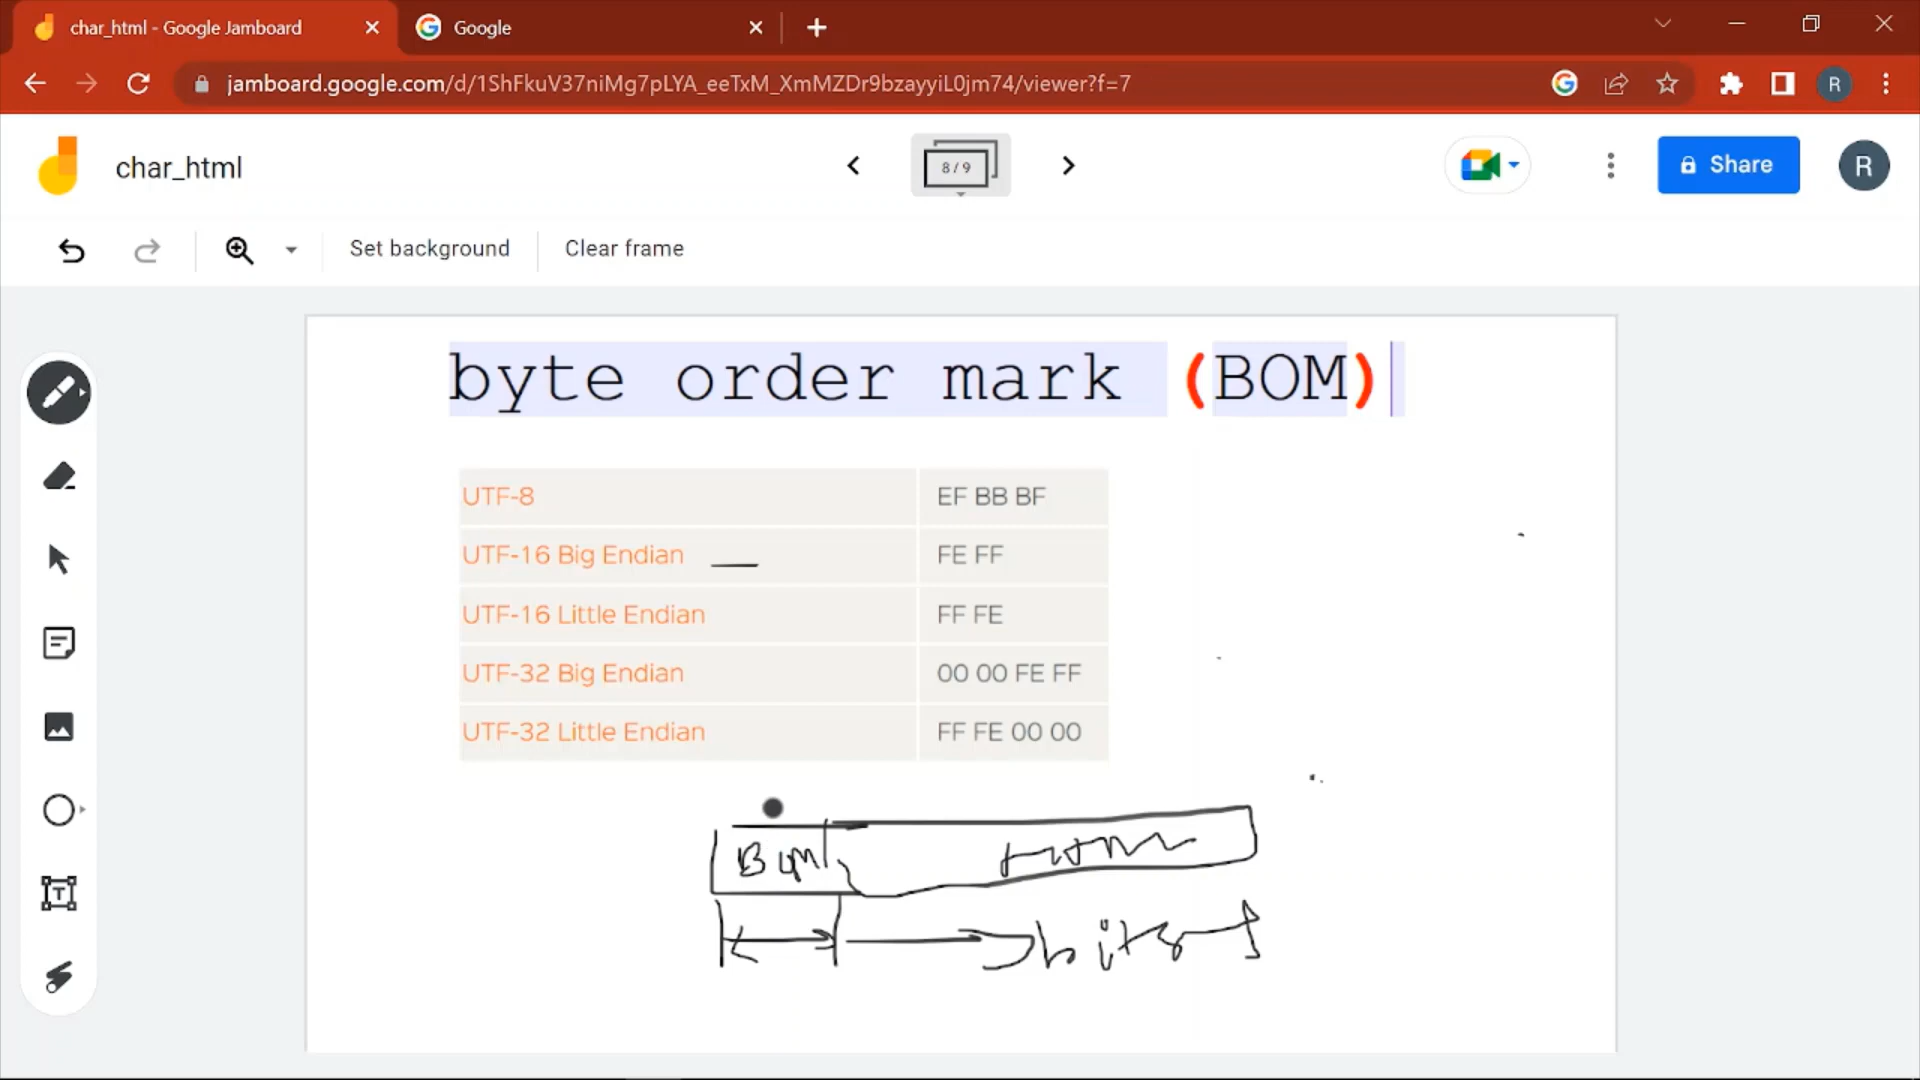 char_html - Google Jamboard
Google
jamboard.google.com/d/1ShFkuV37niMg7pLYA_eeTxM_XmMZDr9bzayyiL0jm74/viewer?f=7
R
char_html
8/9
Share
R
Set background
Clear frame
byte order mark (BOM)
UTF-8 EF BB BF
UTF-16 Big Endian FE FF
UTF-16 Little Endian FF FE
UTF-32 Big Endian 00 00 FE FF
UTF-32 Little Endian FF FE 00 00
BOM